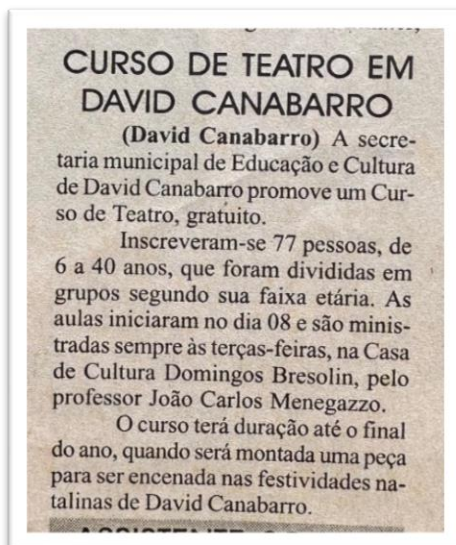 CURSO DE TEATRO EM
DAVID CANABARRO
(David Canabarro) A secre-
taria municipal de Educação e Cultura
de David Canabarro promove um Cur-
so de Teatro, gratuito.
Inscreveram-se 77 pessoas, de
6 a 40 anos, que foram divididas em
grupos segundo sua faixa etária. As
aulas iniciaram no dia 08 e são minis-
tradas sempre às terças-feiras, na Casa
de Cultura Domingos Bresolin, pelo
professor João Carlos Menegazzo.
O curso terá duração até o final
do ano, quando será montada uma peça
para ser encenada nas festividades na-
talinas de David Canabarro.